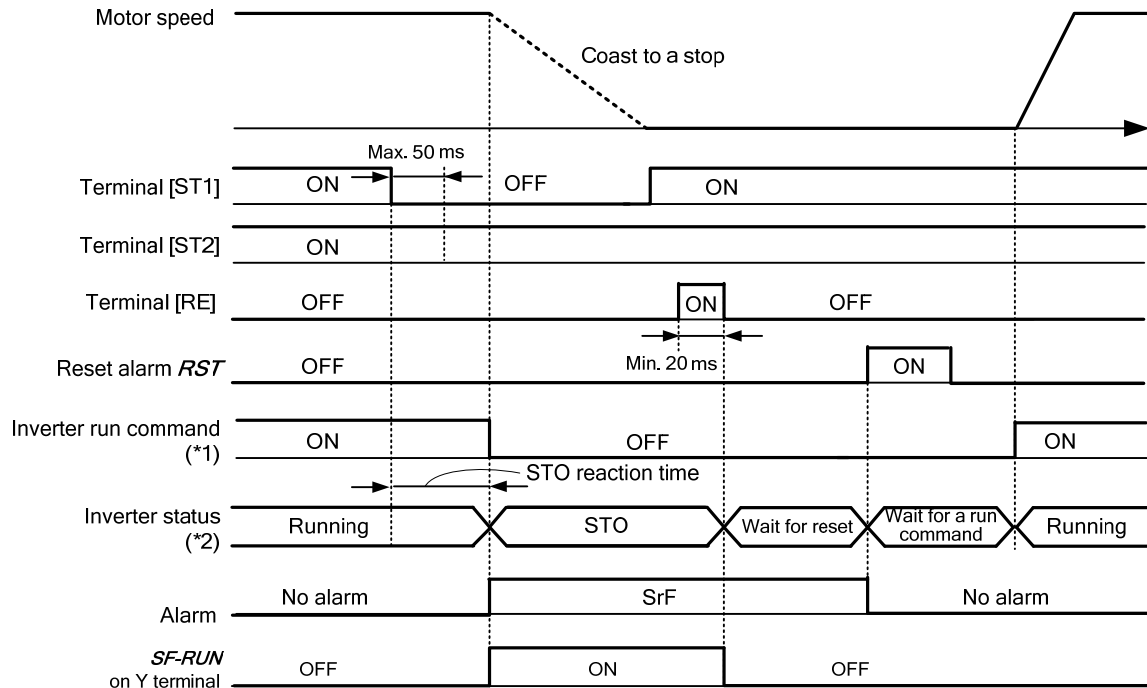 Motor speed
Coast to a stop
Max. 50 ms
Terminal [ST1]
ON
OFF
ON
Terminal [ST2]
ON
Terminal [RE]
OFF
ON
OFF
Min. 20 ms
Reset alarm RST
OFF
ON
Inverter run command
(*1)
ON
OFF
ON
STO reaction time
Inverter status
(*2)
Running
STO
Wait for reset
Wait for a run
command
Running
Alarm
No alarm
SrF
No alarm
SF-RUN
on Y terminal
OFF
ON
OFF